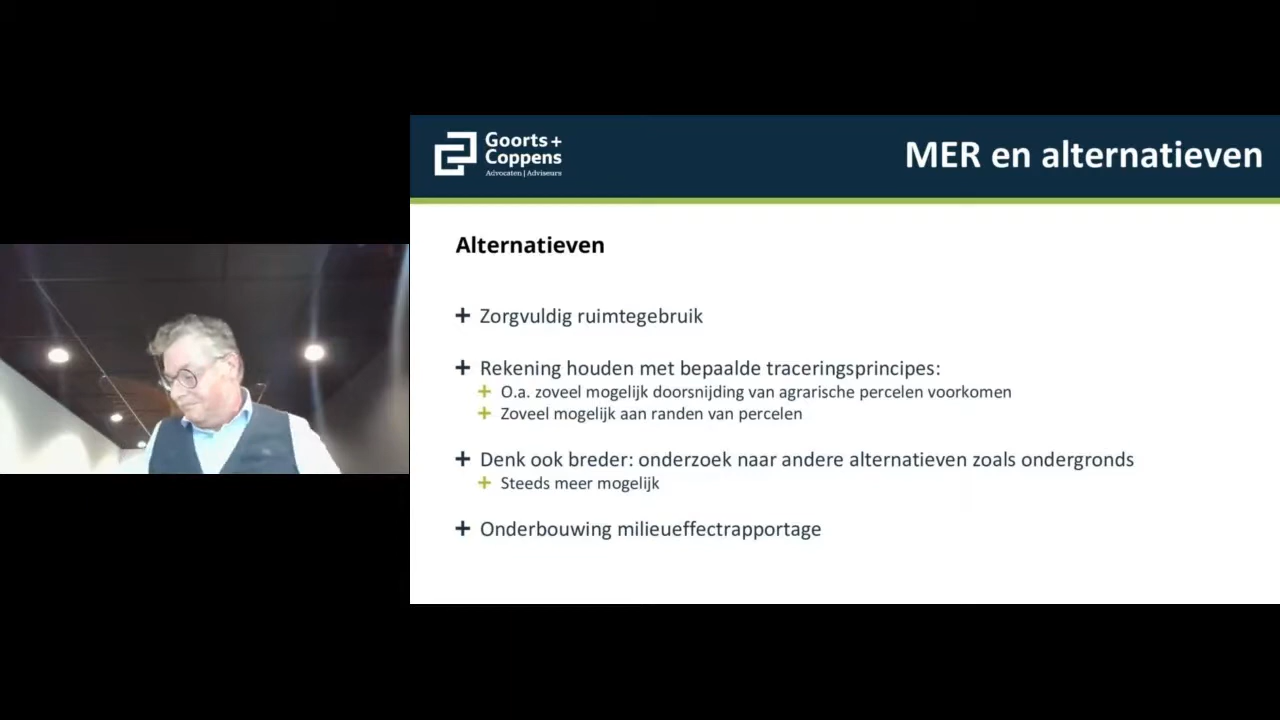 Goorts+
Coppens
Advocaten | Adviseurs
MER en alternatieven
Alternatieven
+ Zorgvuldig ruimtegebruik
+ Rekening houden met bepaalde traceringsprincipes:
+ O.a. zoveel mogelijk doorsnijding van agrarische percelen voorkomen
+ Zoveel mogelijk aan randen van percelen
+ Denk ook breder: onderzoek naar andere alternatieven zoals ondergronds
+ Steeds meer mogelijk
+ Onderbouwing milieueffectrapportage